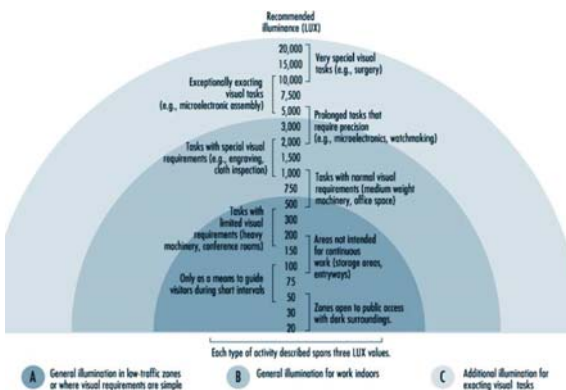 Recommended
illuminance (LUX)
20,000
15,000
10,000
7,500
5,000
3,000
2,000
1,500
1,000
750
500
300
200
150
100
75
50
30
20
Very special visual
tasks (e.g., surgery)
Exceptionally exacting
visual tasks
(e.g., microelectronic assembly)
Prolonged tasks that
require precision
(e.g., microelectronics, watchmaking)
Tasks with special visual
requirements (e.g., engraving,
cloth inspection)
Tasks with normal visual
requirements (medium weight
machinery, office space)
Tasks with
limited visual
requirements (heavy
machinery, conference rooms)
Areas not intended
for continuous
work (storage areas,
entryways)
Only as a means to guide
visitors during short intervals
Zones open to public access
with dark surroundings.
Each type of activity described spans three LUX values.
A General illumination in low-traffic zones
or where visual requirements are simple
B General illumination for work indoors
C Additional illumination for
exacting visual tasks